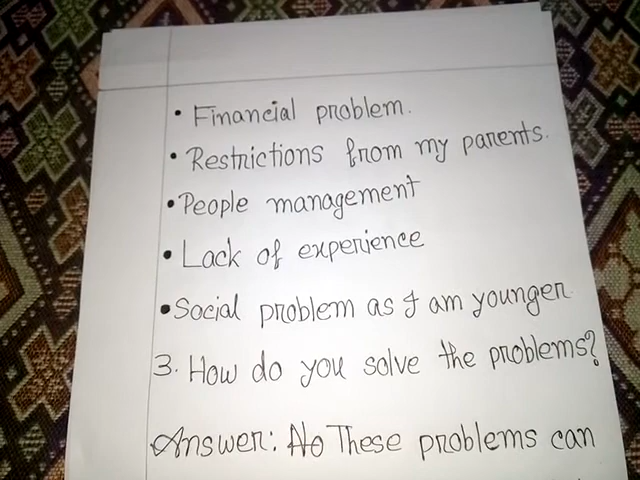 • Financial problem.
• Restrictions from my parents.
• People management
• Lack of experience
• Social problem as I am younger.
3. How do you solve the problems?
Answer: No These problems can